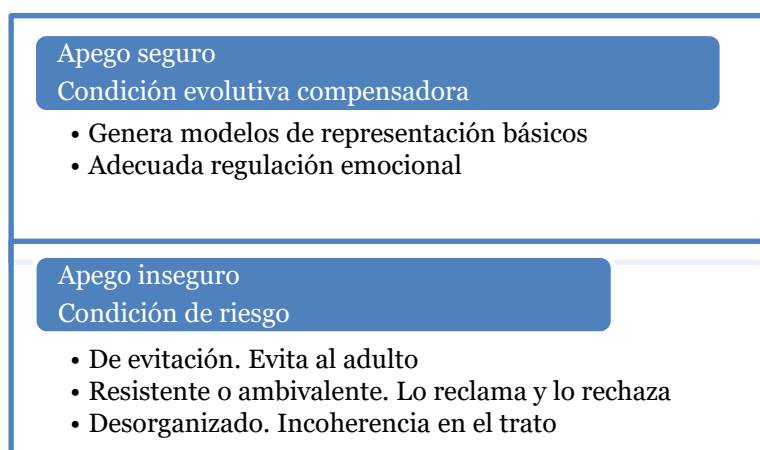 Apego seguro
Condición evolutiva compensadora
• Genera modelos de representación básicos
• Adecuada regulación emocional
Apego inseguro
Condición de riesgo
• De evitación. Evita al adulto
• Resistente o ambivalente. Lo reclama y lo rechaza
• Desorganizado. Incoherencia en el trato